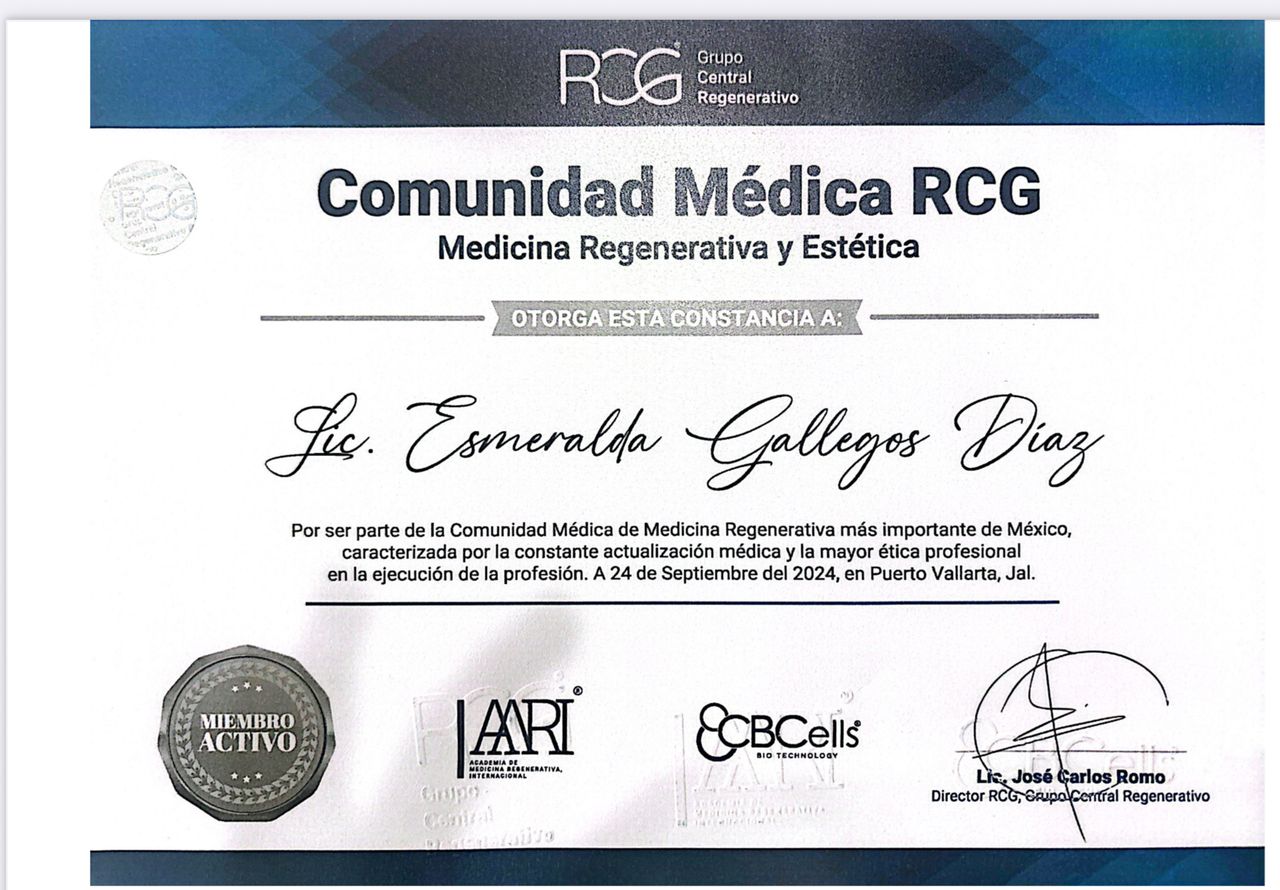 RCG Grupo
Central
Regenerativo
Comunidad Médica RCG
Medicina Regenerativa y Estética
OTORGA ESTA CONSTANCIA A:
Lic. Esmeralda Gallegos Díaz
Por ser parte de la Comunidad Médica de Medicina Regenerativa más importante de México,
caracterizada por la constante actualización médica y la mayor ética profesional
en la ejecución de la profesión. A 24 de Septiembre del 2024, en Puerto Vallarta, Jal.
MIEMBRO
ACTIVO
AARI®
ACADEMIA DE
MEDICINA REGENERATIVA,
INTERNACIONAL
CBCells®
BIO TECHNOLOGY
Lic. José Carlos Romo
Director RCG, Grupo Central Regenerativo
RCG
Grupo
Central
Regenerativo